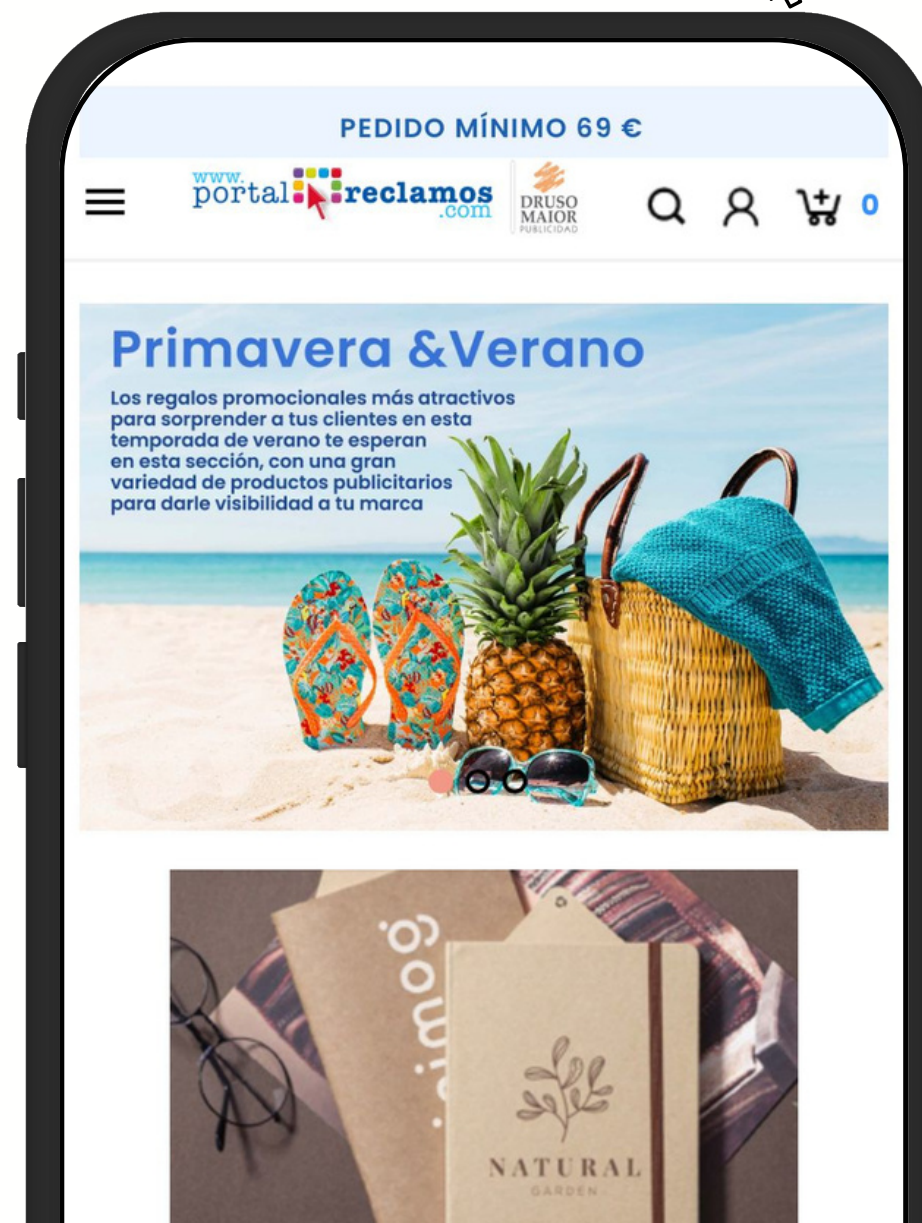 PEDIDO MÍNIMO 69 €
www.
portal reclamos
.com
DRUSO
MAIOR
PUBLICIDAD
0
Primavera &Verano
Los regalos promocionales más atractivos
para sorprender a tus clientes en esta
temporada de verano te esperan
en esta sección, con una gran
variedad de productos publicitarios
para darle visibilidad a tu marca
NATURAL
GARDEN